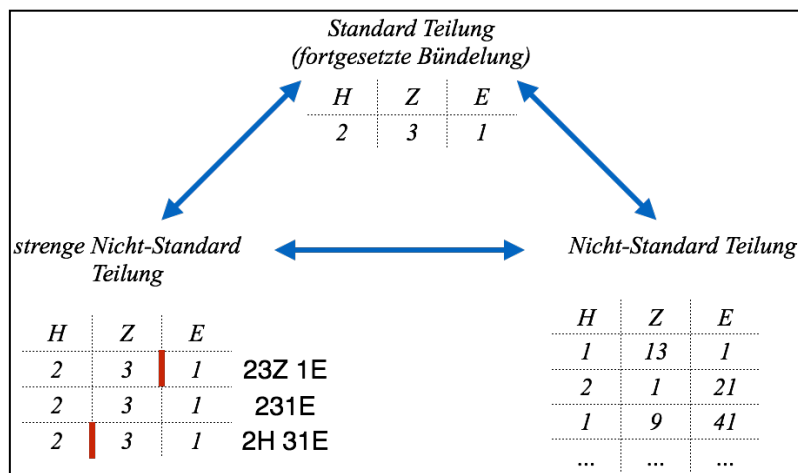 Standard Teilung
(fortgesetzte Bündelung)
H Z E
2 3 1
strenge Nicht-Standard
Teilung
H Z E
2 3 1 23Z 1E
2 3 1 231E
2 3 1 2H 31E
Nicht-Standard Teilung
H Z E
1 13 1
2 1 21
1 9 41
... ... ...